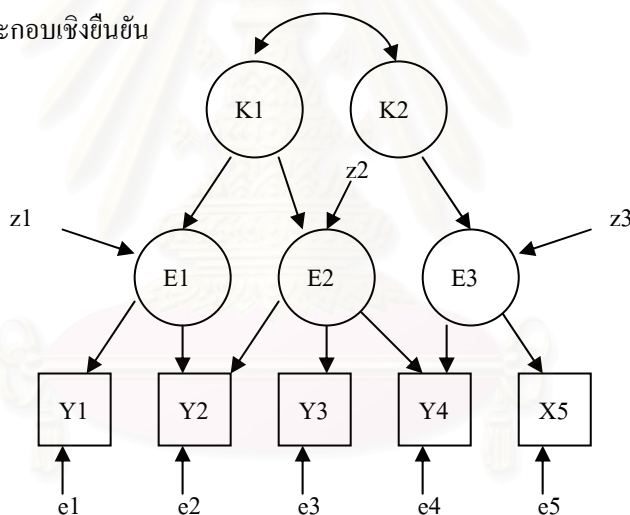 ะกอบเชิงยืนยัน
K1 K2
z2
z1 z3
E1 E2 E3
Y1 Y2 Y3 Y4 X5
e1 e2 e3 e4 e5